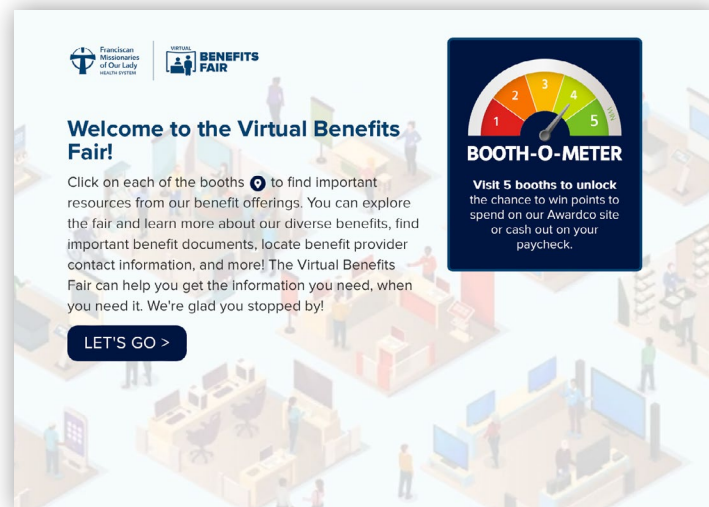 Franciscan
Missionaries
of Our Lady
HEALTH SYSTEM
VIRTUAL
BENEFITS
FAIR
Welcome to the Virtual Benefits
Fair!
Click on each of the booths to find important
resources from our benefit offerings. You can explore
the fair and learn more about our diverse benefits, find
important benefit documents, locate benefit provider
contact information, and more! The Virtual Benefits
Fair can help you get the information you need, when
you need it. We're glad you stopped by!
LET'S GO >
1
2
3
4
5
WIN
BOOTH-O-METER
Visit 5 booths to unlock
the chance to win points to
spend on our Awardco site
or cash out on your
paycheck.